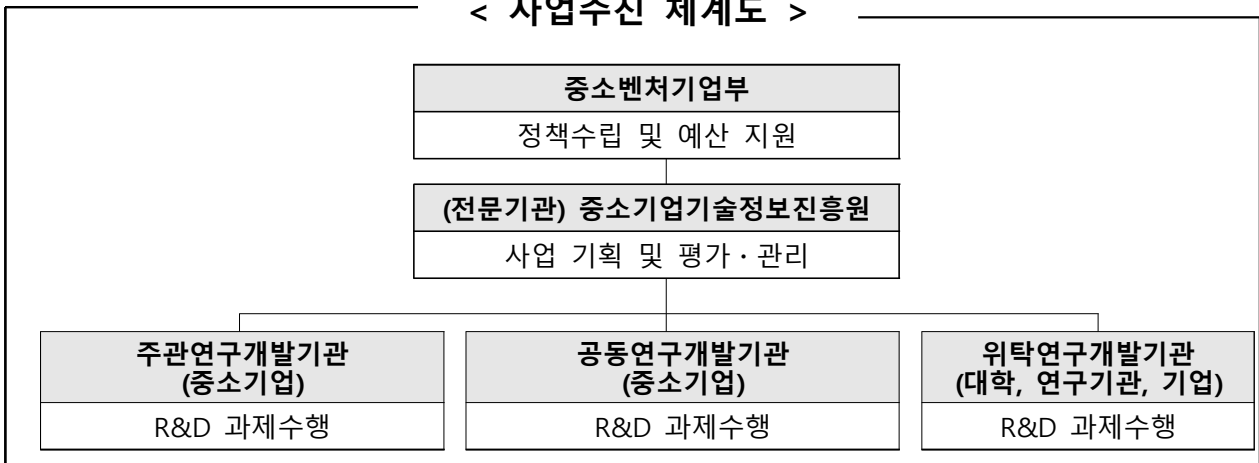 < 사업추진 체계도 >
중소벤처기업부
정책수립 및 예산 지원
(전문기관) 중소기업기술정보진흥원
사업 기획 및 평가·관리
주관연구개발기관
(중소기업)
R&D 과제수행
공동연구개발기관
(중소기업)
R&D 과제수행
위탁연구개발기관
(대학, 연구기관, 기업)
R&D 과제수행